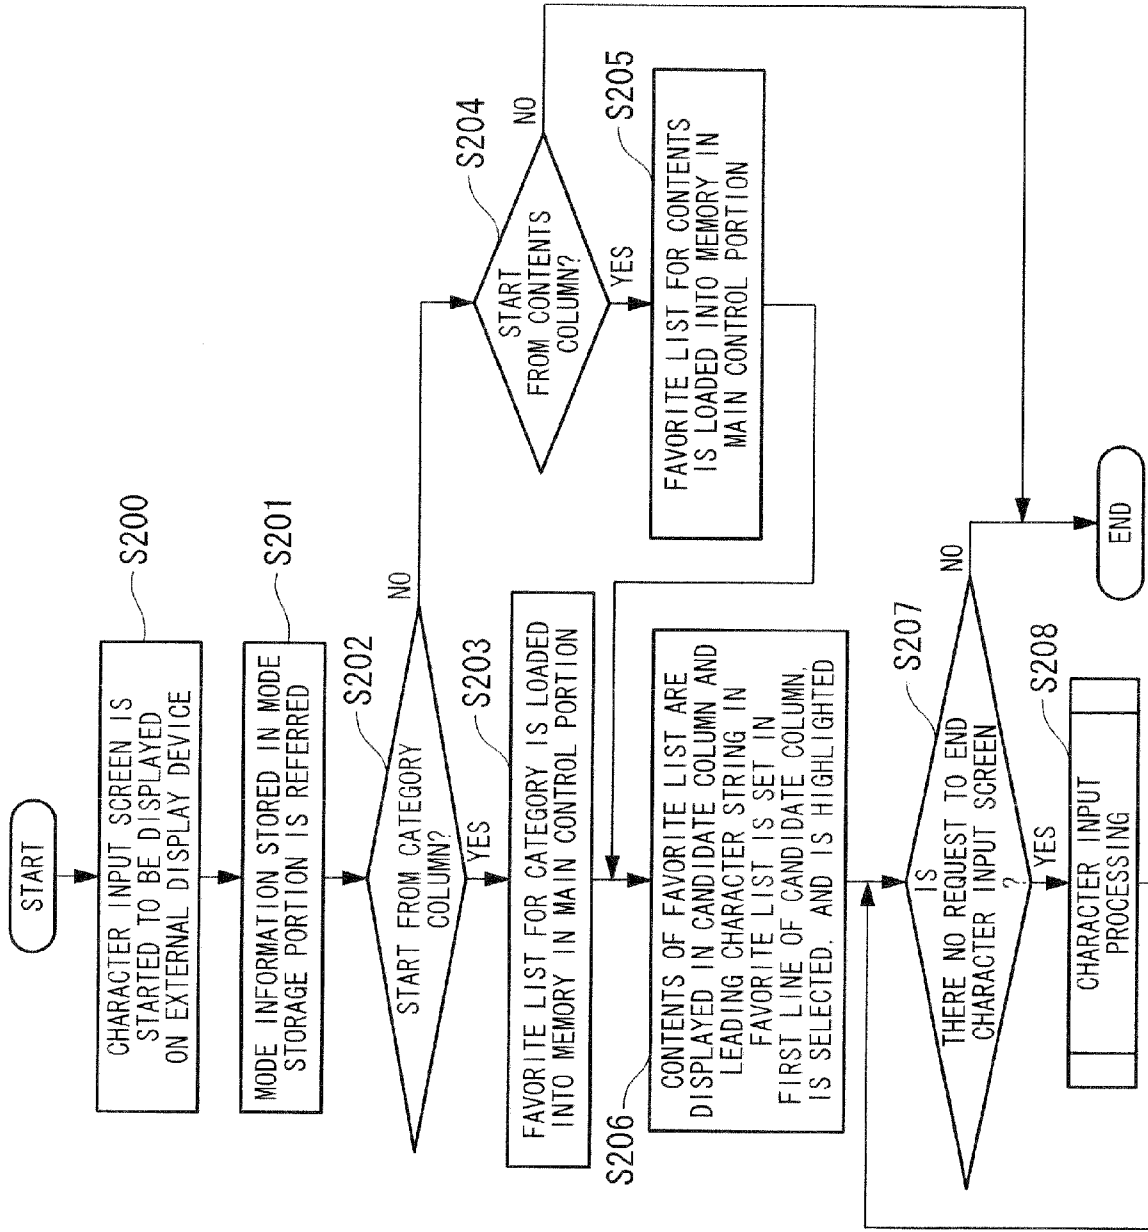 START
S200
CHARACTER INPUT SCREEN IS
STARTED TO BE DISPLAYED
ON EXTERNAL DISPLAY DEVICE
S201
MODE INFORMATION STORED IN MODE
STORAGE PORTION IS REFERRED
S202
START FROM CATEGORY
COLUMN?
NO
YES
S204
START
FROM CONTENTS
COLUMN?
NO
YES
S203
FAVORITE LIST FOR CATEGORY IS LOADED
INTO MEMORY IN MAIN CONTROL PORTION
S205
FAVORITE LIST FOR CONTENTS
IS LOADED INTO MEMORY IN
MAIN CONTROL PORTION
S206
CONTENTS OF FAVORITE LIST ARE
DISPLAYED IN CANDIDATE COLUMN AND
LEADING CHARACTER STRING IN
FAVORITE LIST IS SET IN
FIRST LINE OF CANDIDATE COLUMN,
IS SELECTED, AND IS HIGHLIGHTED
S207
IS
THERE NO REQUEST TO END
CHARACTER INPUT SCREEN
?
NO
YES
S208
CHARACTER INPUT
PROCESSING
END